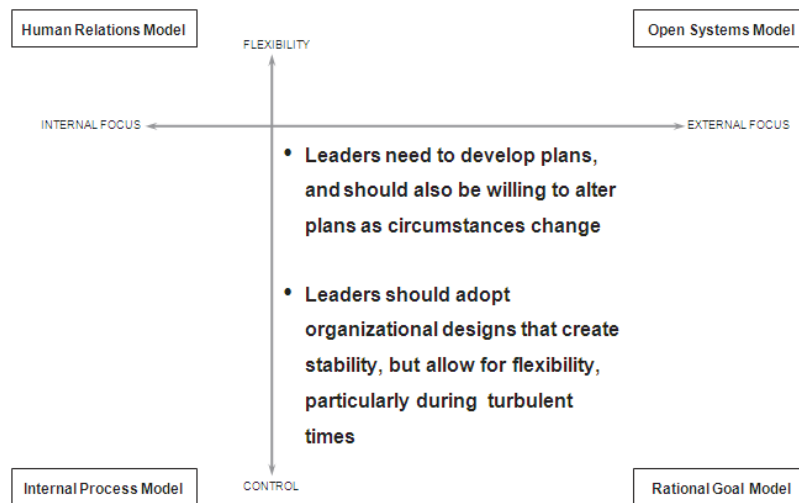 Human Relations Model
Open Systems Model
FLEXIBILITY
INTERNAL FOCUS
EXTERNAL FOCUS
• Leaders need to develop plans,
and should also be willing to alter
plans as circumstances change
• Leaders should adopt
organizational designs that create
stability, but allow for flexibility,
particularly during turbulent
times
Internal Process Model
CONTROL
Rational Goal Model